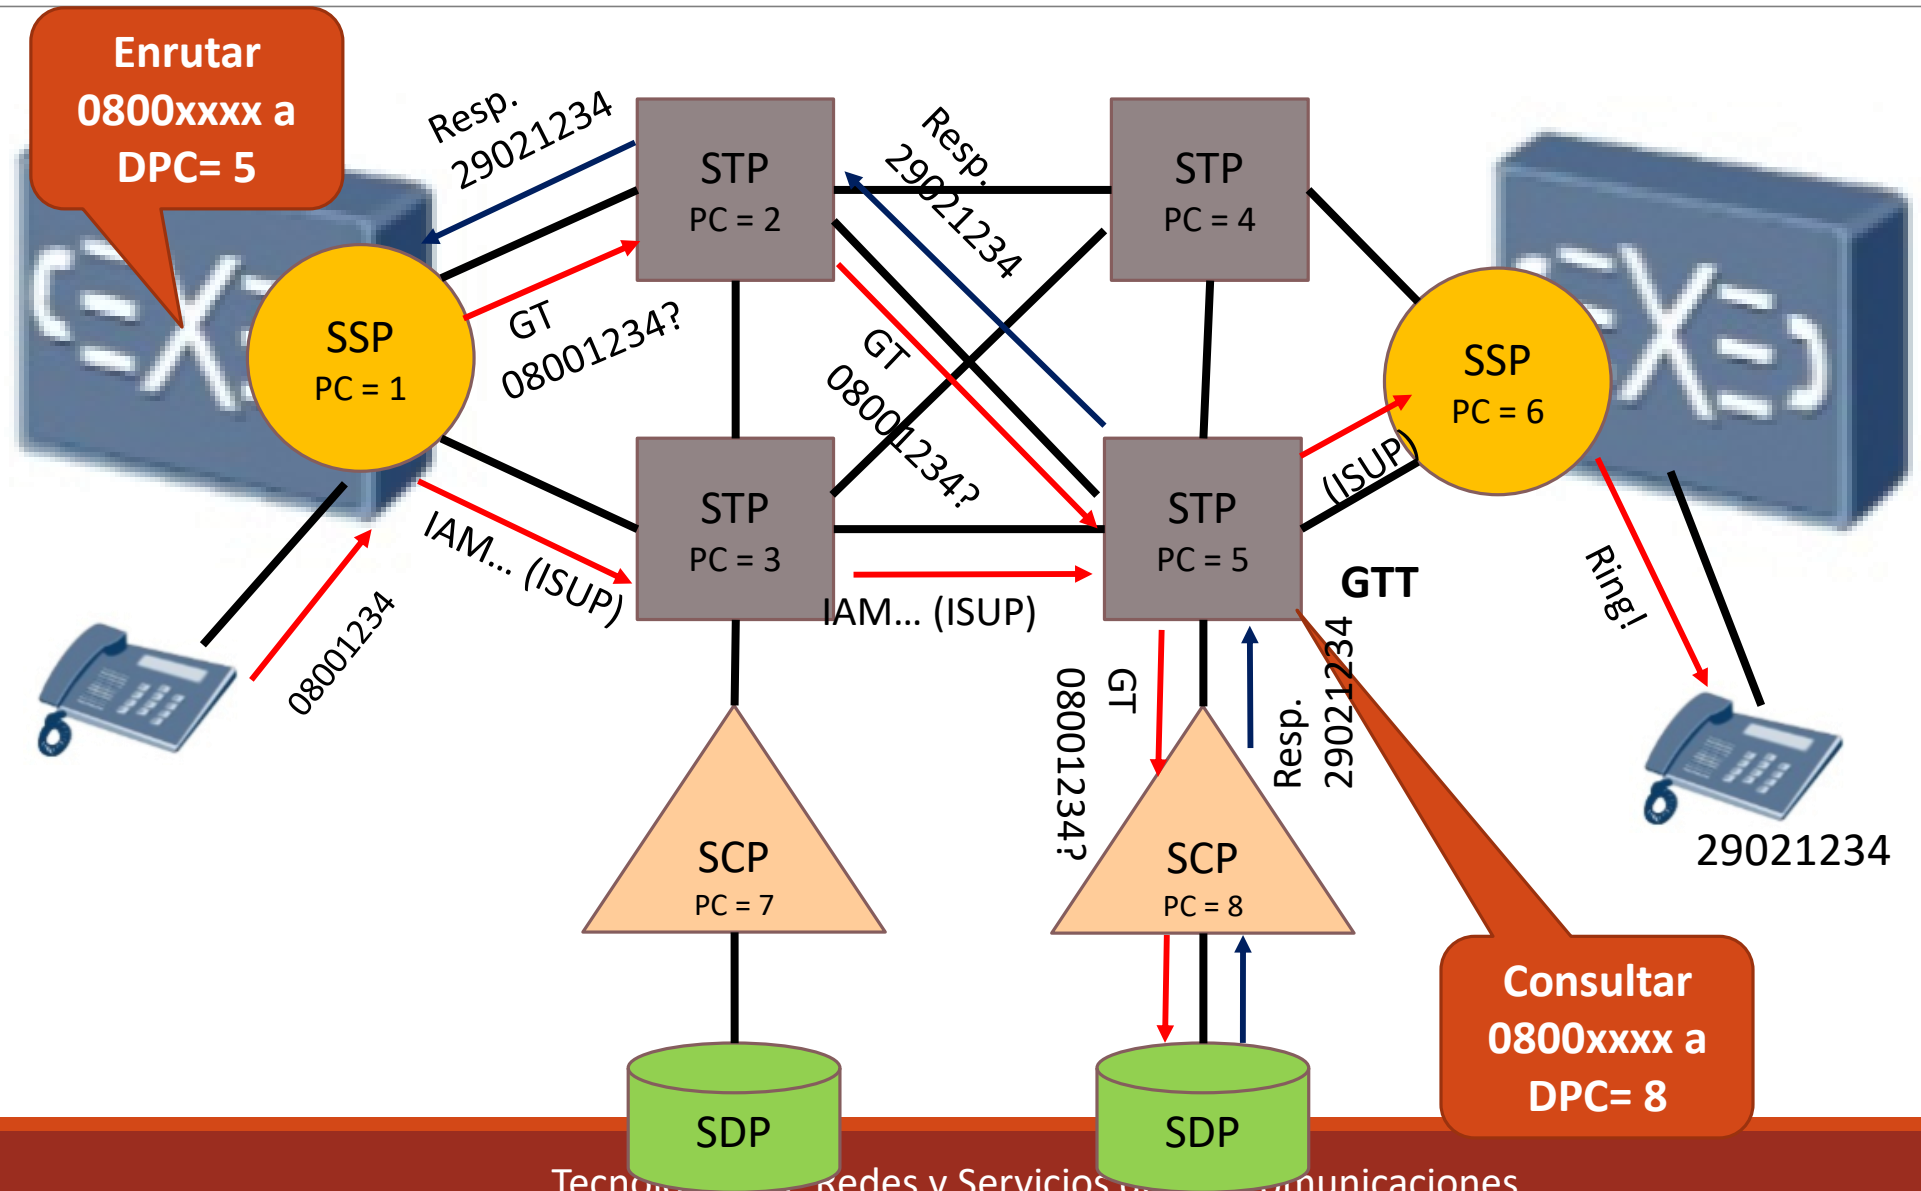 Enrutar
0800xxxx a
DPC= 5
Resp.
29021234
STP
PC = 2
Resp.
29021234
STP
PC = 4
SSP
PC = 1
GT
08001234?
GT
08001234?
SSP
PC = 6
STP
PC = 3
STP
PC = 5
(ISUP)
IAM... (ISUP)
IAM... (ISUP)
GTT
Ring!
08001234
GT
08001234?
Resp.
29021234
29021234
SCP
PC = 7
SCP
PC = 8
Consultar
0800xxxx a
DPC= 8
SDP
SDP
Redes y Servicios